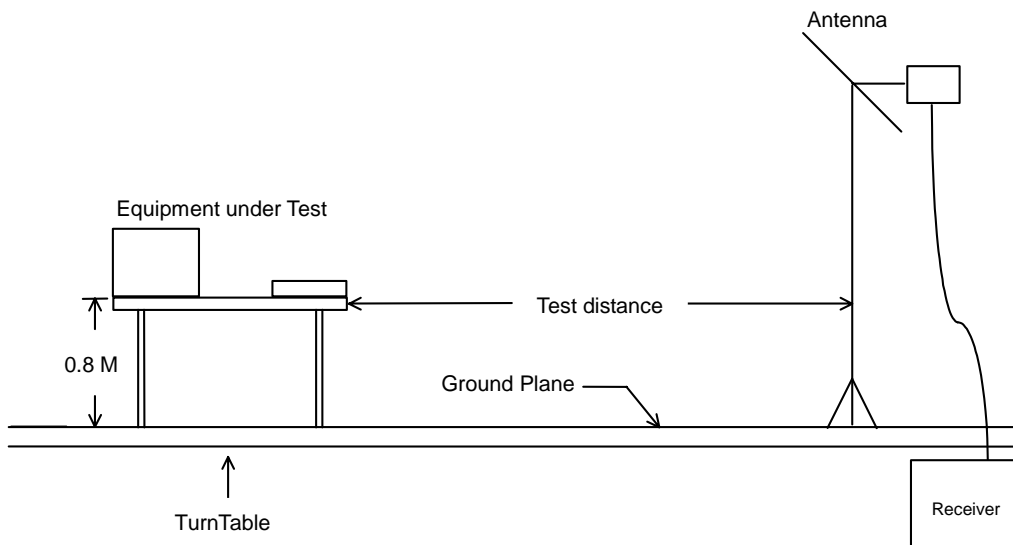 Antenna
Equipment under Test
Test distance
0.8 M
Ground Plane
TurnTable
Receiver